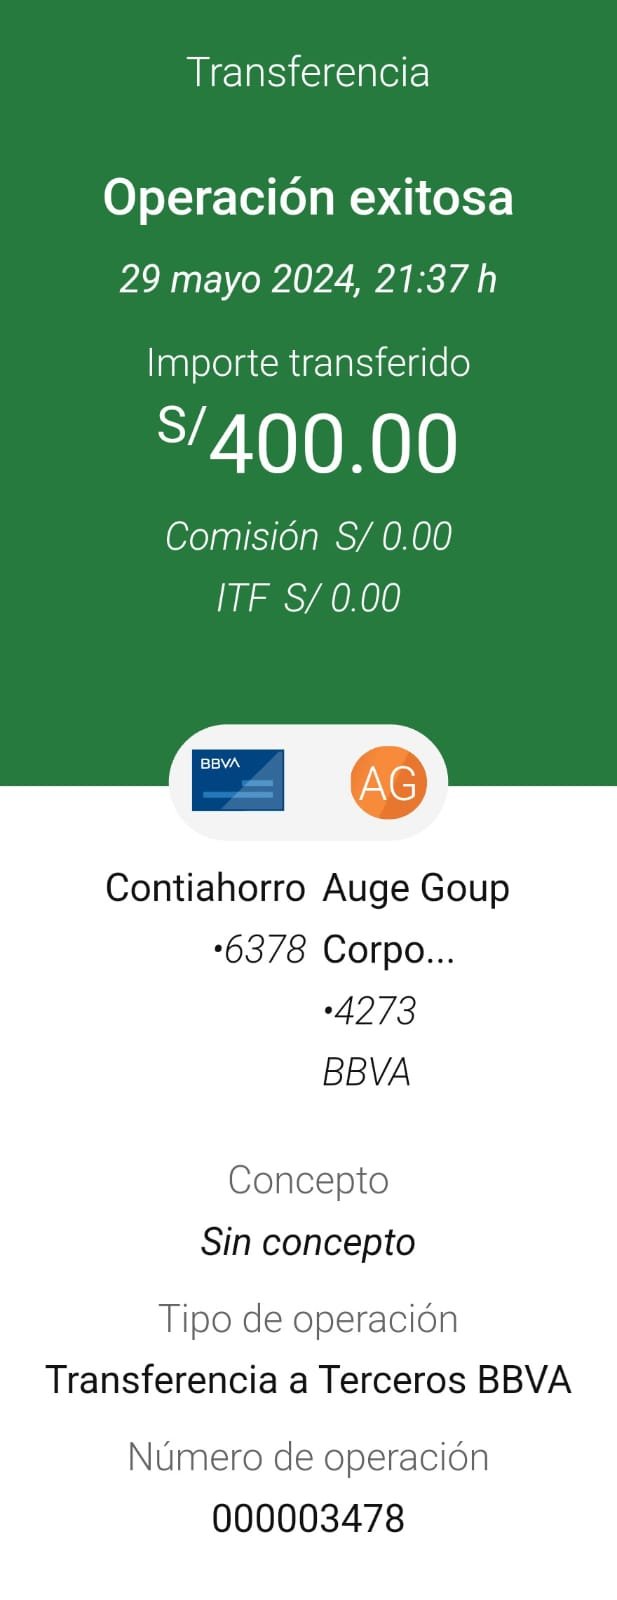 Transferencia
Operación exitosa
29 mayo 2024, 21:37 h
Importe transferido
S/400.00
Comisión S/ 0.00
ITF S/ 0.00
BBVA
AG
Contiahorro
•6378
Auge Goup
Corpo...
•4273
BBVA
Concepto
Sin concepto
Tipo de operación
Transferencia a Terceros BBVA
Número de operación
000003478